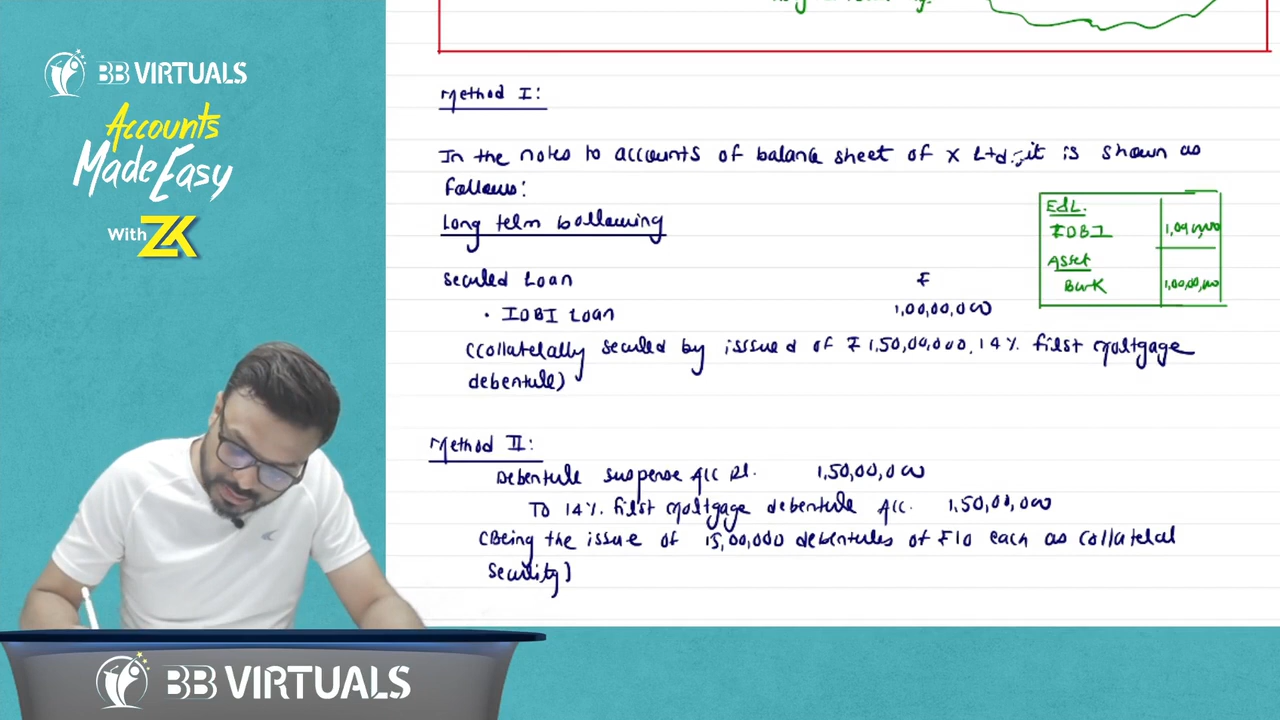 BB VIRTUALS
Accounts
Made Easy
With ZK
Method I:
In the notes to accounts of balance sheet of X Ltd. it is shown as
follows:
Long term borrowing
Secured Loan ₹
• IDBI Loan 1,00,00,000
(Collaterally secured by issued of ₹ 1,50,00,000, 14% first mortgage
debenture)
E&L.
IDBI 1,00,00,000
Asset
Bank 1,00,00,000
Method II:
Debenture suspense A/c Dr. 1,50,00,000
To 14% first mortgage debenture A/c. 1,50,00,000
(Being the issue of 15,00,000 debentures of ₹10 each as collateral
security)
BB VIRTUALS